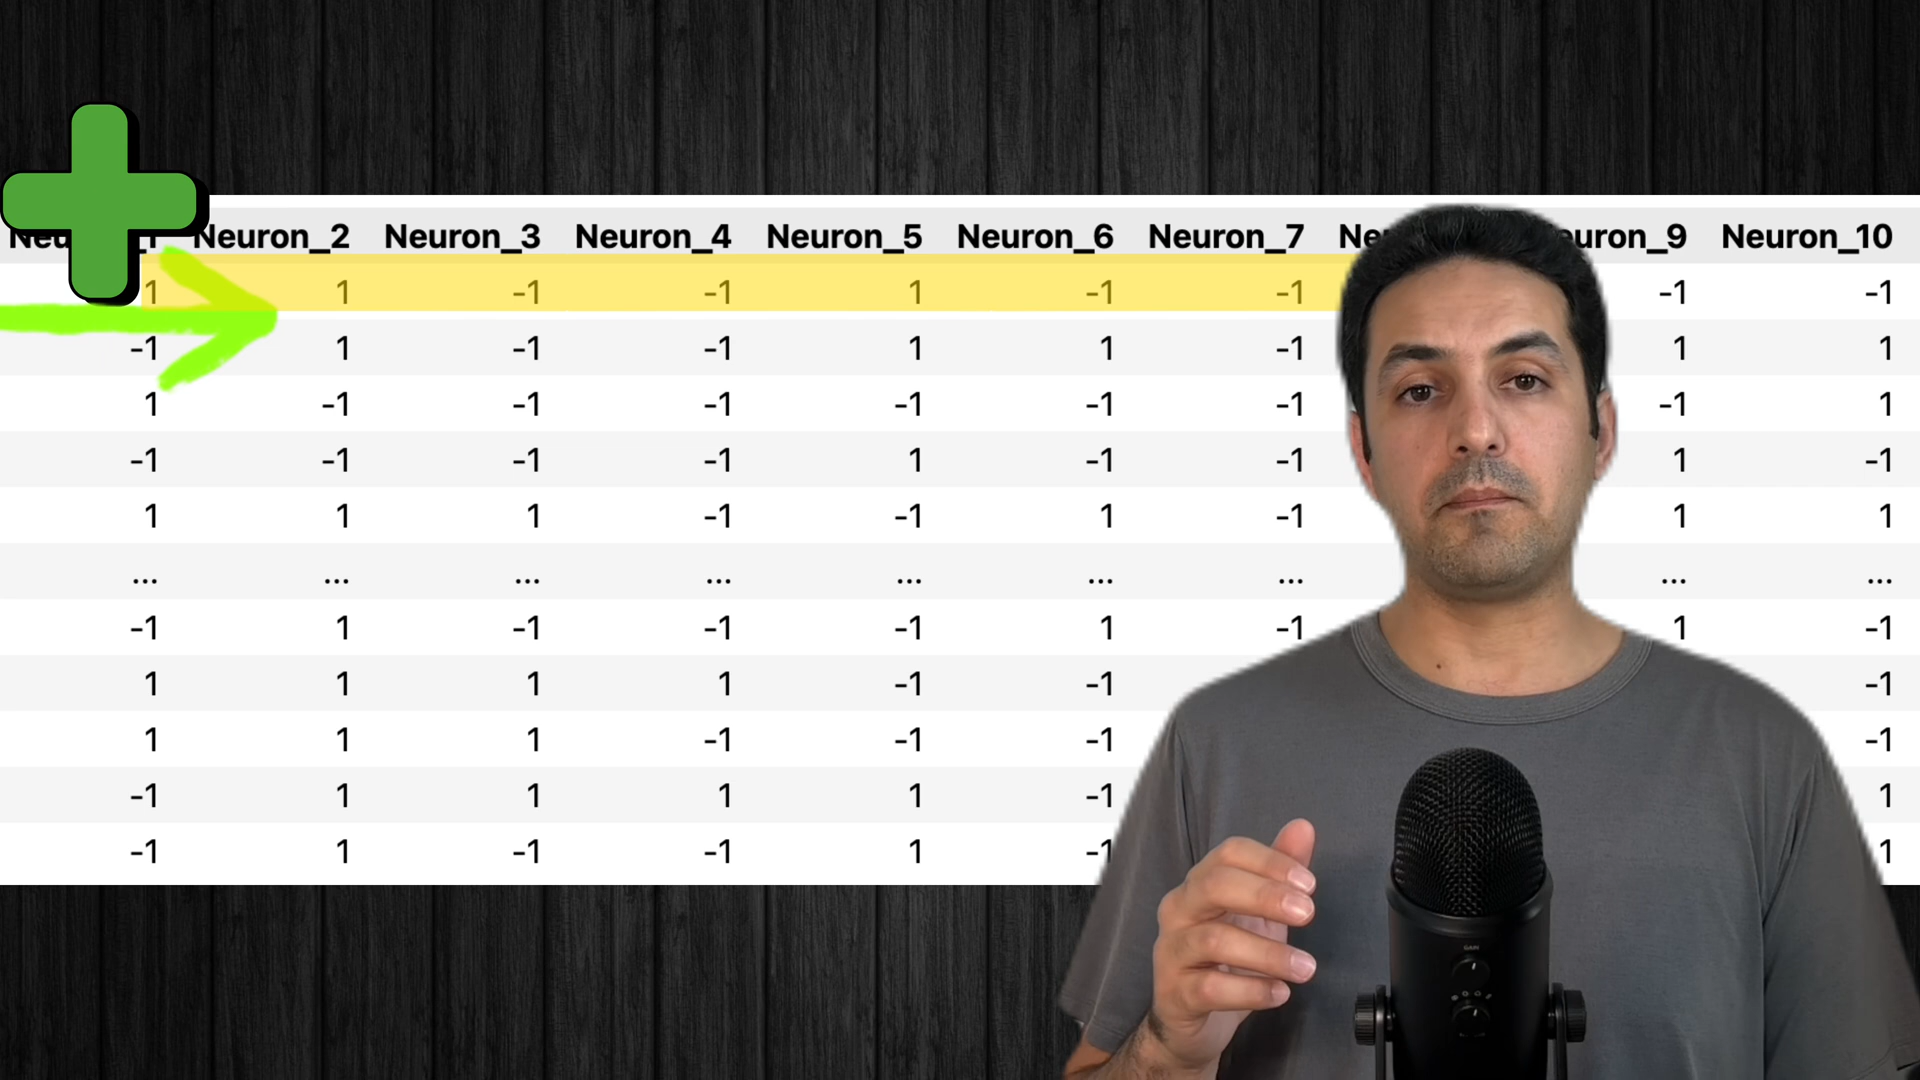 Neuron_2 Neuron_3 Neuron_4 Neuron_5 Neuron_6 Neuron_7 Neuron_10
1 1 -1 -1 1 -1 -1 -1 -1
-1 1 -1 -1 1 1 -1 1 1
1 -1 -1 -1 -1 -1 -1 -1 1
-1 -1 -1 -1 1 -1 -1 1 -1
1 1 1 -1 -1 1 -1 1 1
... ... ... ... ... ... ... ... ...
-1 1 -1 -1 -1 1 -1 1 -1
1 1 1 1 -1 -1 -1
1 1 1 -1 -1 -1 -1
-1 1 1 1 1 -1 1
-1 1 -1 -1 1 -1 1
GAIN